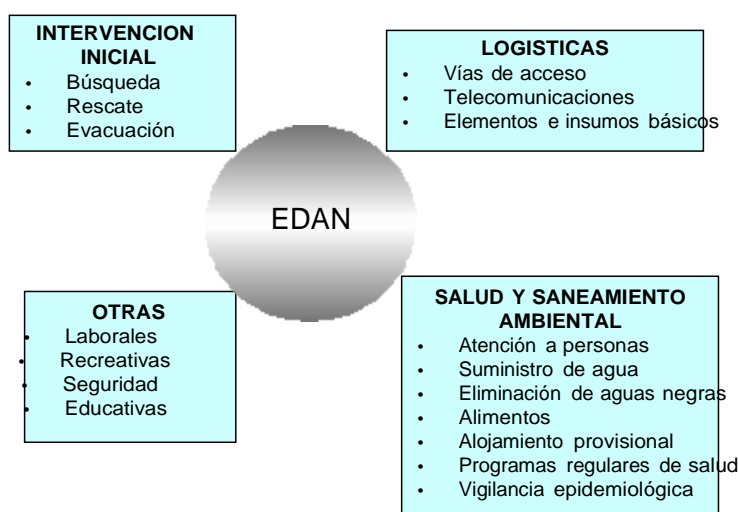 INTERVENCION
INICIAL
• Búsqueda
• Rescate
• Evacuación
LOGISTICAS
• Vías de acceso
• Telecomunicaciones
• Elementos e insumos básicos
EDAN
OTRAS
• Laborales
• Recreativas
• Seguridad
• Educativas
SALUD Y SANEAMIENTO
AMBIENTAL
• Atención a personas
• Suministro de agua
• Eliminación de aguas negras
• Alimentos
• Alojamiento provisional
• Programas regulares de salud
• Vigilancia epidemiológica